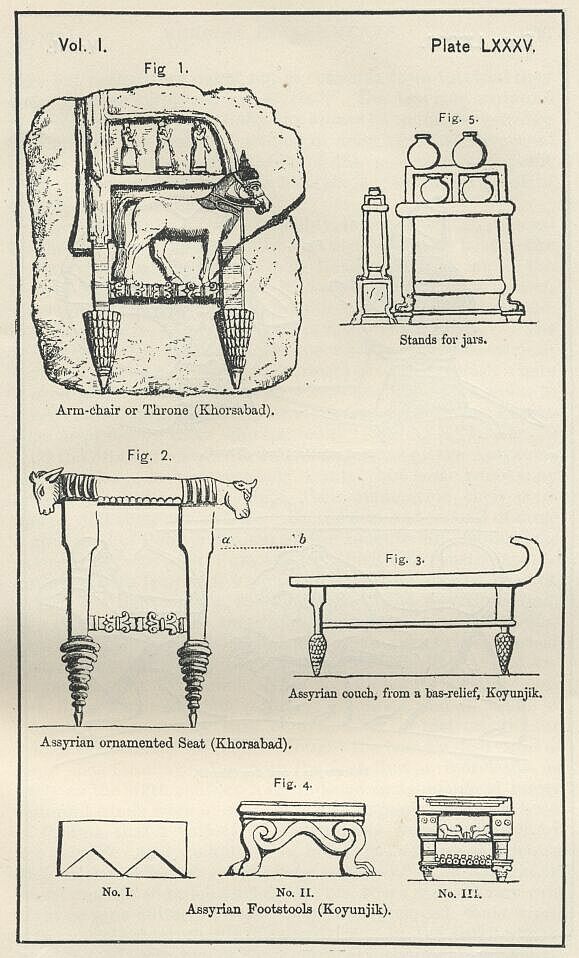 Vol. I.
Plate LXXXV.
Fig 1.
Arm-chair or Throne (Khorsabad).
Fig. 5.
Stands for jars.
Fig. 2.
a b
Assyrian ornamented Seat (Khorsabad).
Fig. 3.
Assyrian couch, from a bas-relief, Koyunjik.
Fig. 4.
No. I.
No. II.
No. III.
Assyrian Footstools (Koyunjik).